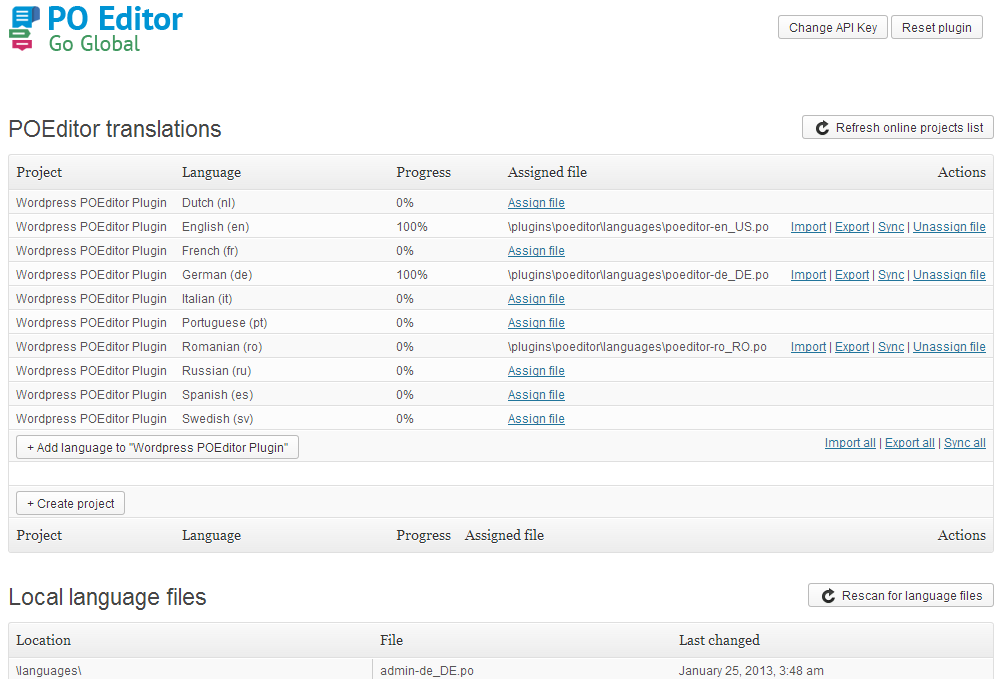 PO Editor
Go Global
Change API Key Reset plugin
POEditor translations Refresh online projects list
Project Language Progress Assigned file Actions
Wordpress POEditor Plugin Dutch (nl) 0% Assign file
Wordpress POEditor Plugin English (en) 100% \plugins\poeditor\languages\poeditor-en_US.po Import | Export | Sync | Unassign file
Wordpress POEditor Plugin French (fr) 0% Assign file
Wordpress POEditor Plugin German (de) 100% \plugins\poeditor\languages\poeditor-de_DE.po Import | Export | Sync | Unassign file
Wordpress POEditor Plugin Italian (it) 0% Assign file
Wordpress POEditor Plugin Portuguese (pt) 0% Assign file
Wordpress POEditor Plugin Romanian (ro) 0% \plugins\poeditor\languages\poeditor-ro_RO.po Import | Export | Sync | Unassign file
Wordpress POEditor Plugin Russian (ru) 0% Assign file
Wordpress POEditor Plugin Spanish (es) 0% Assign file
Wordpress POEditor Plugin Swedish (sv) 0% Assign file
+ Add language to "Wordpress POEditor Plugin" Import all | Export all | Sync all
+ Create project
Project Language Progress Assigned file Actions
Local language files Rescan for language files
Location File Last changed
\languages\ admin-de_DE.po January 25, 2013, 3:48 am